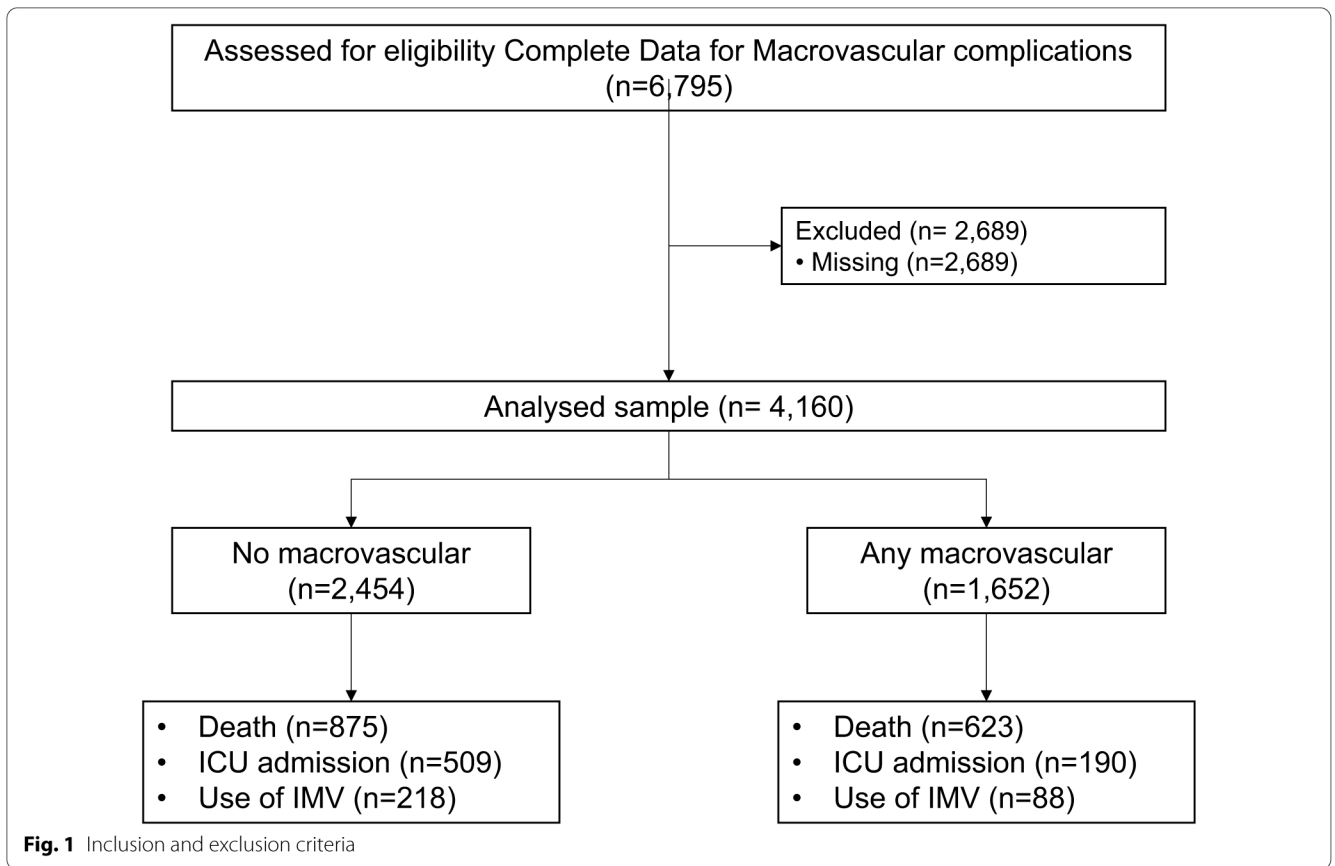 Assessed for eligibility Complete Data for Macrovascular complications
(n=6,795)
Excluded (n= 2,689)
• Missing (n=2,689)
Analysed sample (n= 4,160)
No macrovascular
(n=2,454)
Any macrovascular
(n=1,652)
• Death (n=875)
• ICU admission (n=509)
• Use of IMV (n=218)
• Death (n=623)
• ICU admission (n=190)
• Use of IMV (n=88)
Fig. 1 Inclusion and exclusion criteria